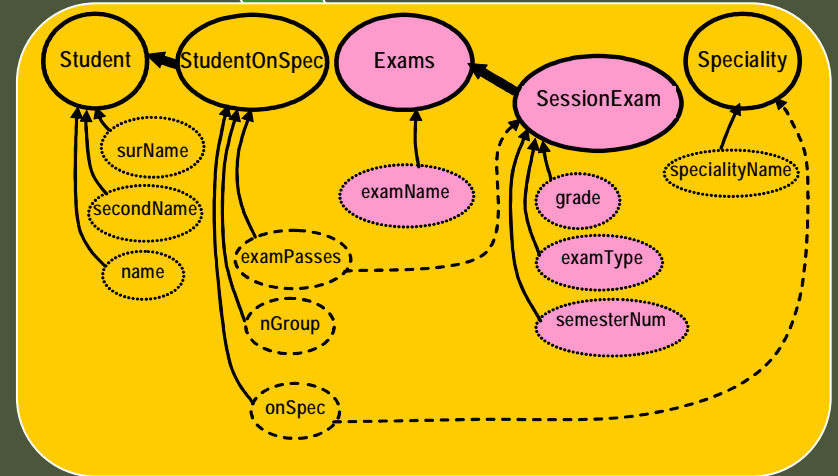 Student
StudentOnSpec
Exams
SessionExam
Speciality
surName
secondName
name
examPasses
nGroup
onSpec
examName
grade
examType
semesterNum
specialityName